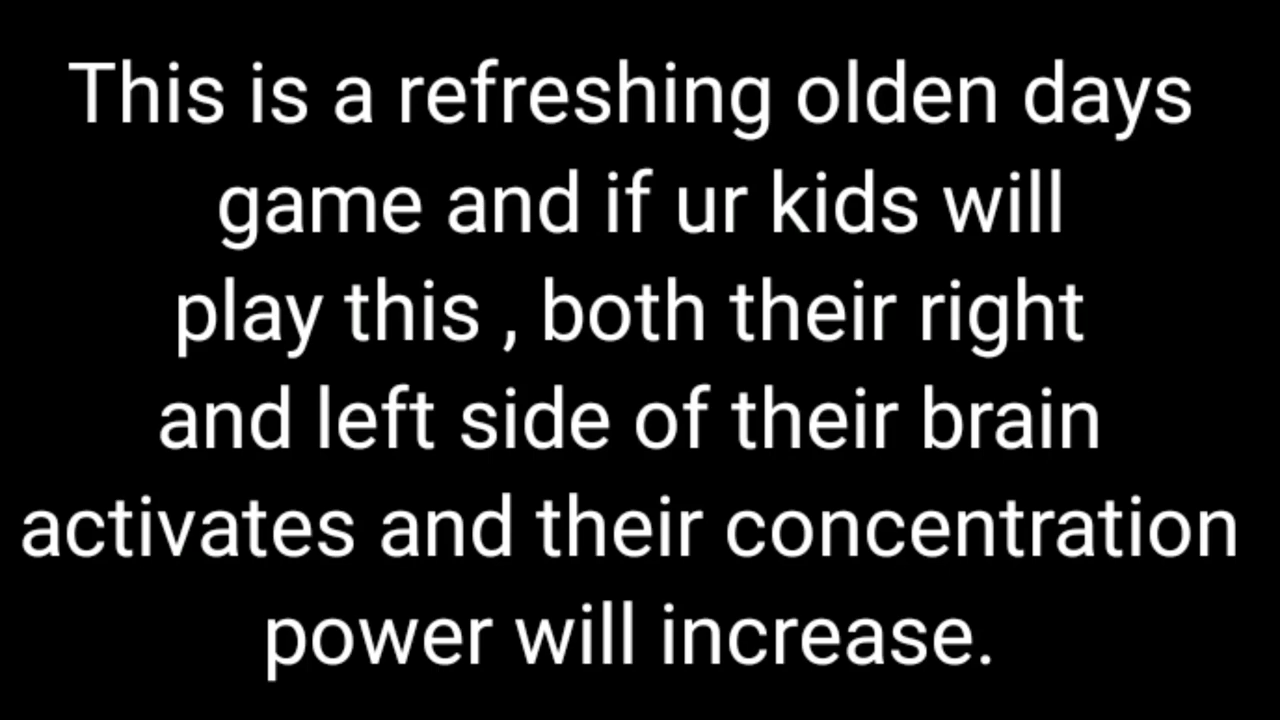 This is a refreshing olden days
game and if ur kids will
play this , both their right
and left side of their brain
activates and their concentration
power will increase.